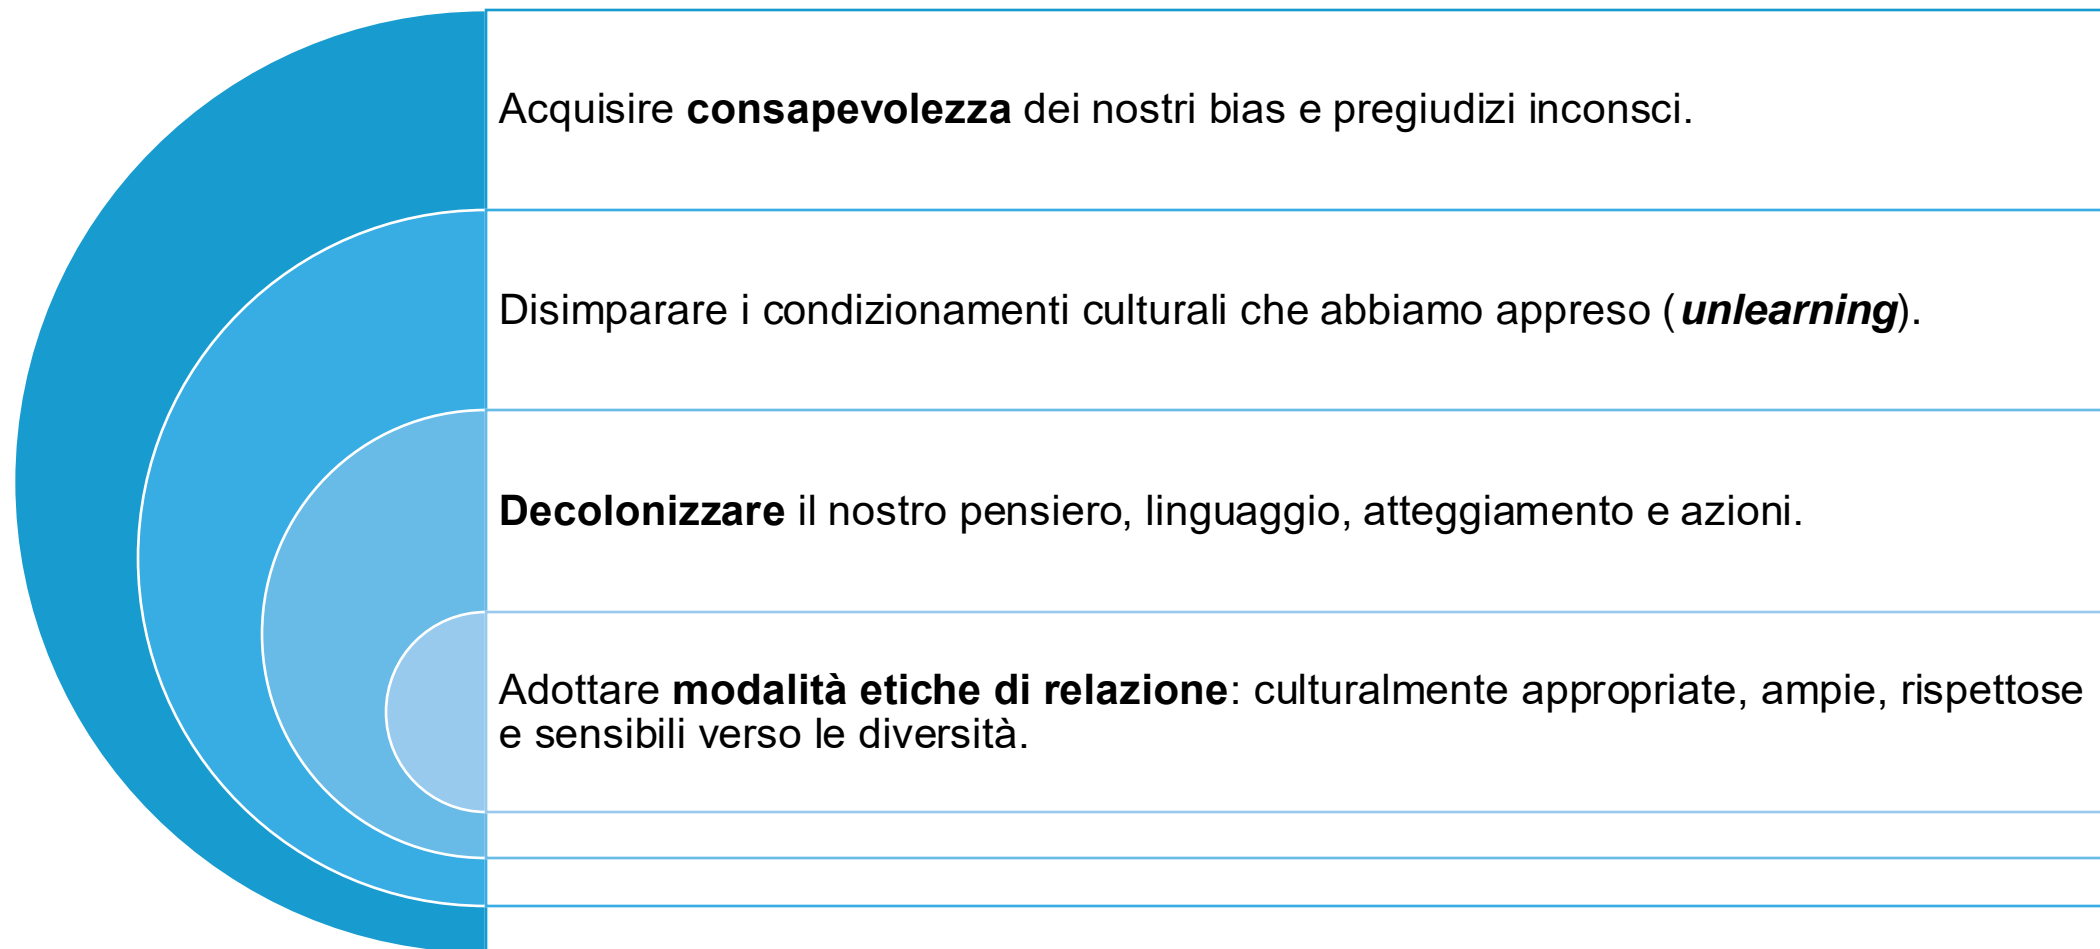 Acquisire consapevolezza dei nostri bias e pregiudizi inconsci.
Disimparare i condizionamenti culturali che abbiamo appreso (unlearning).
Decolonizzare il nostro pensiero, linguaggio, atteggiamento e azioni.
Adottare modalità etiche di relazione: culturalmente appropriate, ampie, rispettose
e sensibili verso le diversità.